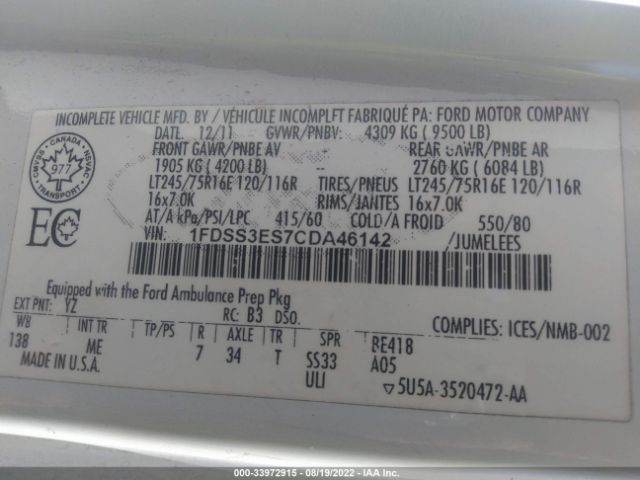 INCOMPLETE VEHICLE MFD. BY / VÉHICULE INCOMPLET FABRIQUÉ PA: FORD MOTOR COMPANY
DATE: 12/11 GVWR/PNBV: 4309 KG ( 9500 LB)
FRONT GAWR/PNBE AV -- REAR GAWR/PNBE AR
1905 KG ( 4200 LB) -- 2760 KG ( 6084 LB)
LT245/75R16E 120/116R TIRES/PNEUS LT245/75R16E 120/116R
16x7.0K RIMS/JANTES 16x7.0K
AT/A kPa/PSI/LPC 415/60 COLD/A FROID 550/80
VIN: 1FDSS3ES7CDA46142 /JUMELEES
CANADA
CMVSS NSVAC
977
EC
Equipped with the Ford Ambulance Prep Pkg
EXT PNT: YZ RC: B3 DSO:
WB INT TR TP/PS R AXLE TR SPR BE418
138 ME 7 34 T SS33 A05
MADE IN U.S.A. ULI
COMPLIES: ICES/NMB-002
▽5U5A-3520472-AA
000-33972915 - 08/19/2022 - IAA Inc.